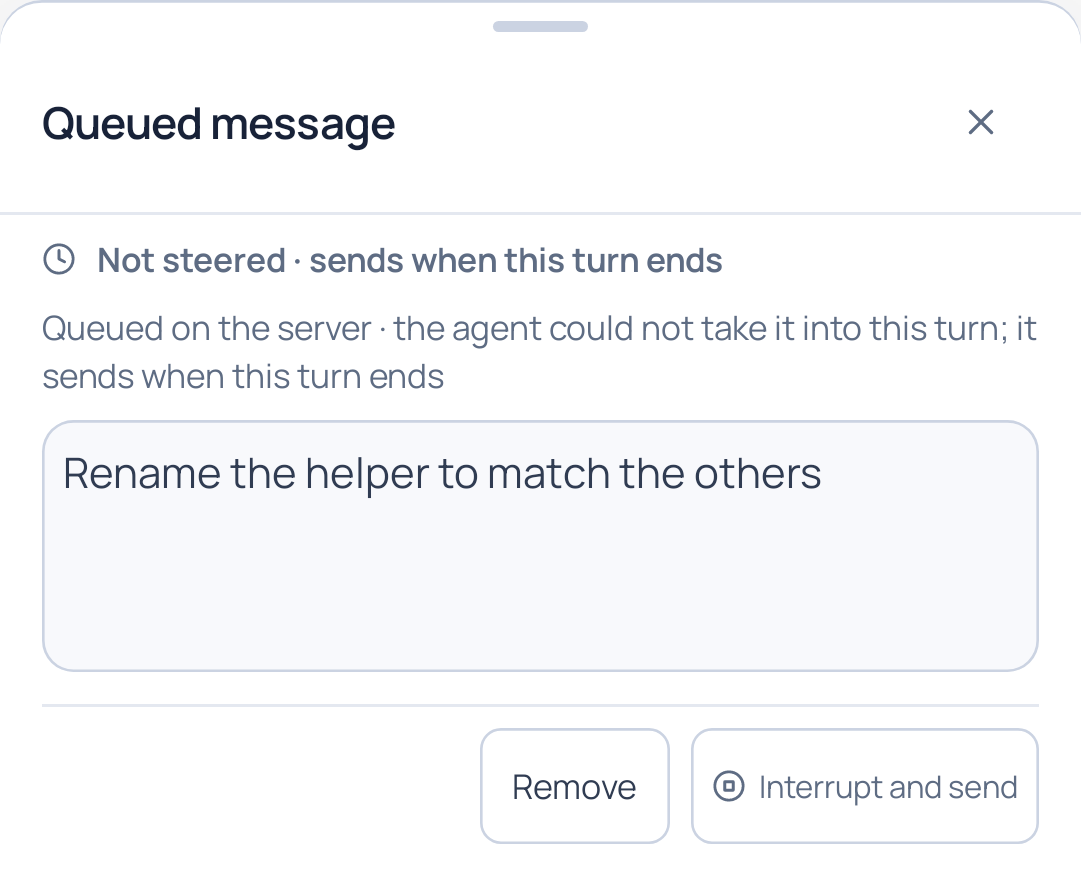 Queued message
Not steered · sends when this turn ends
Queued on the server · the agent could not take it into this turn; it
sends when this turn ends
Rename the helper to match the others
Remove
Interrupt and send